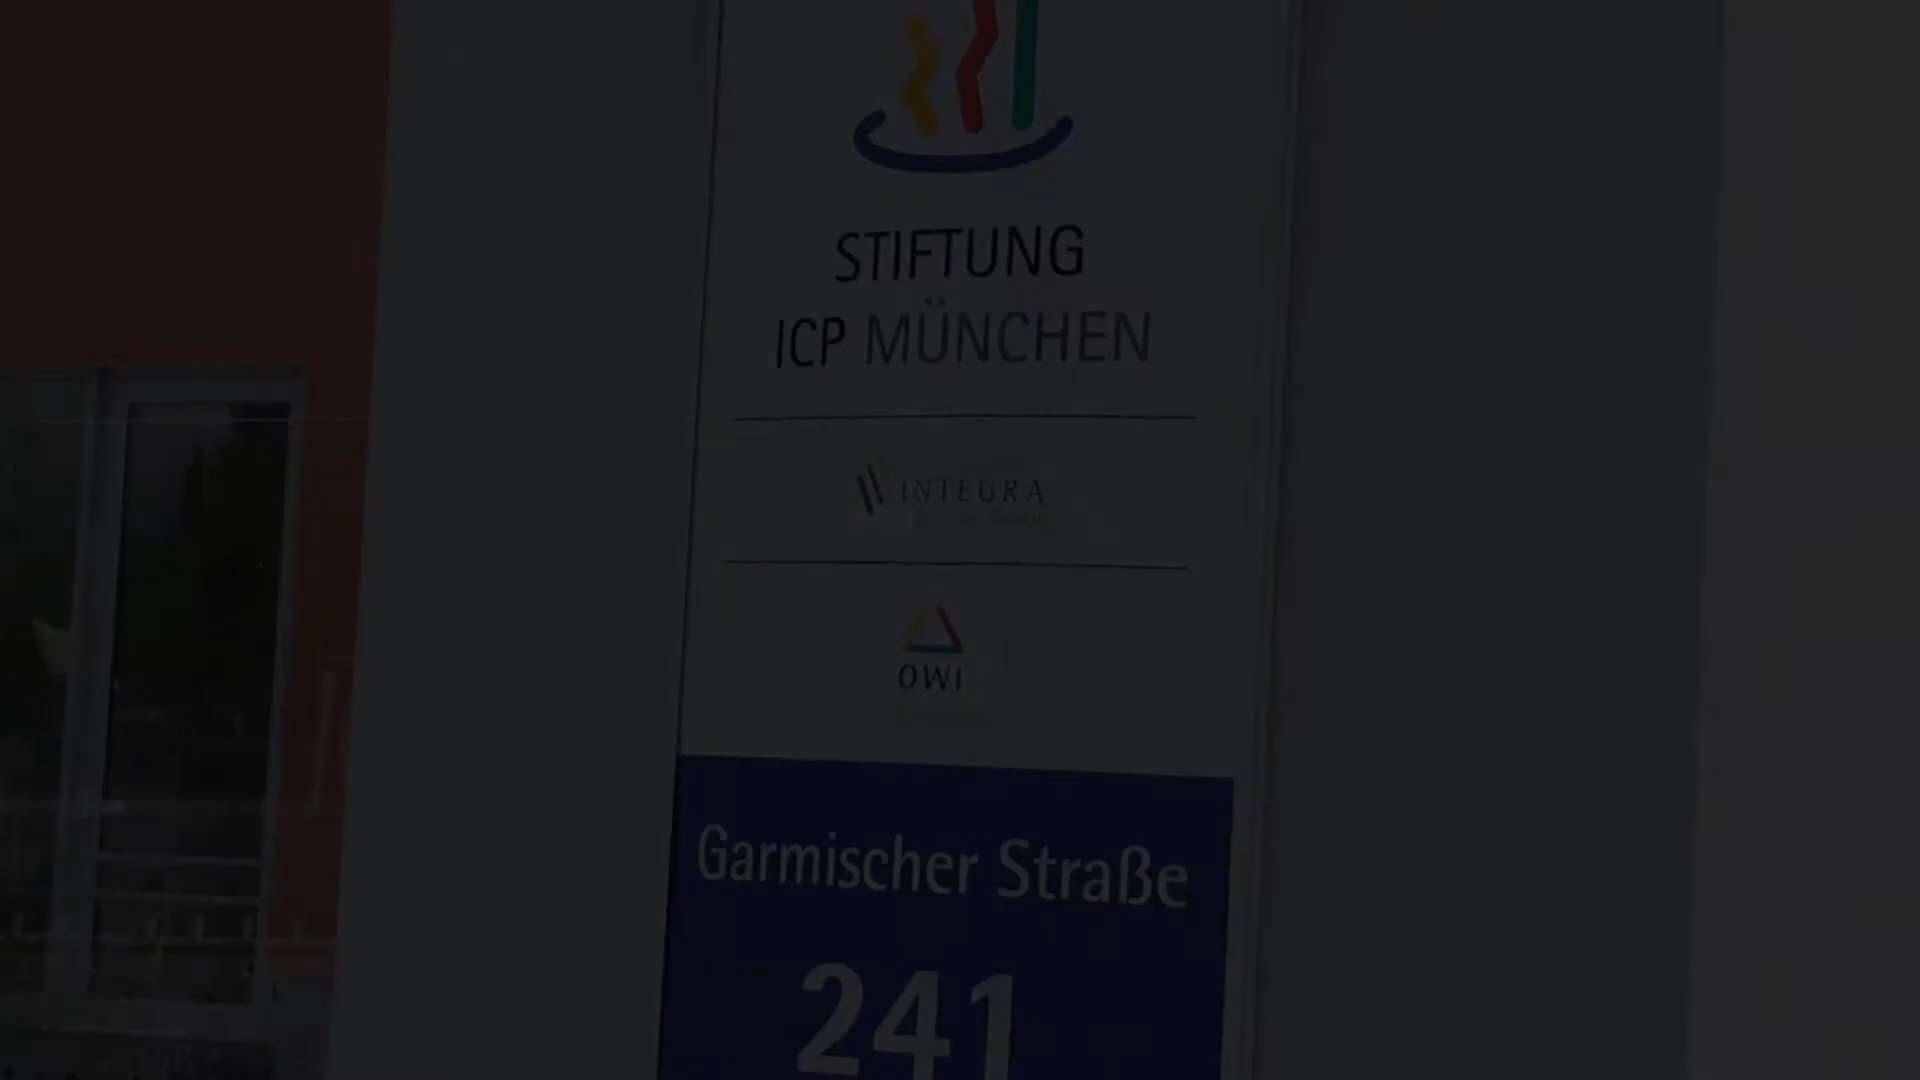 STIFTUNG
ICP MÜNCHEN
INTEGRA
OWI
Garmischer Straße
241